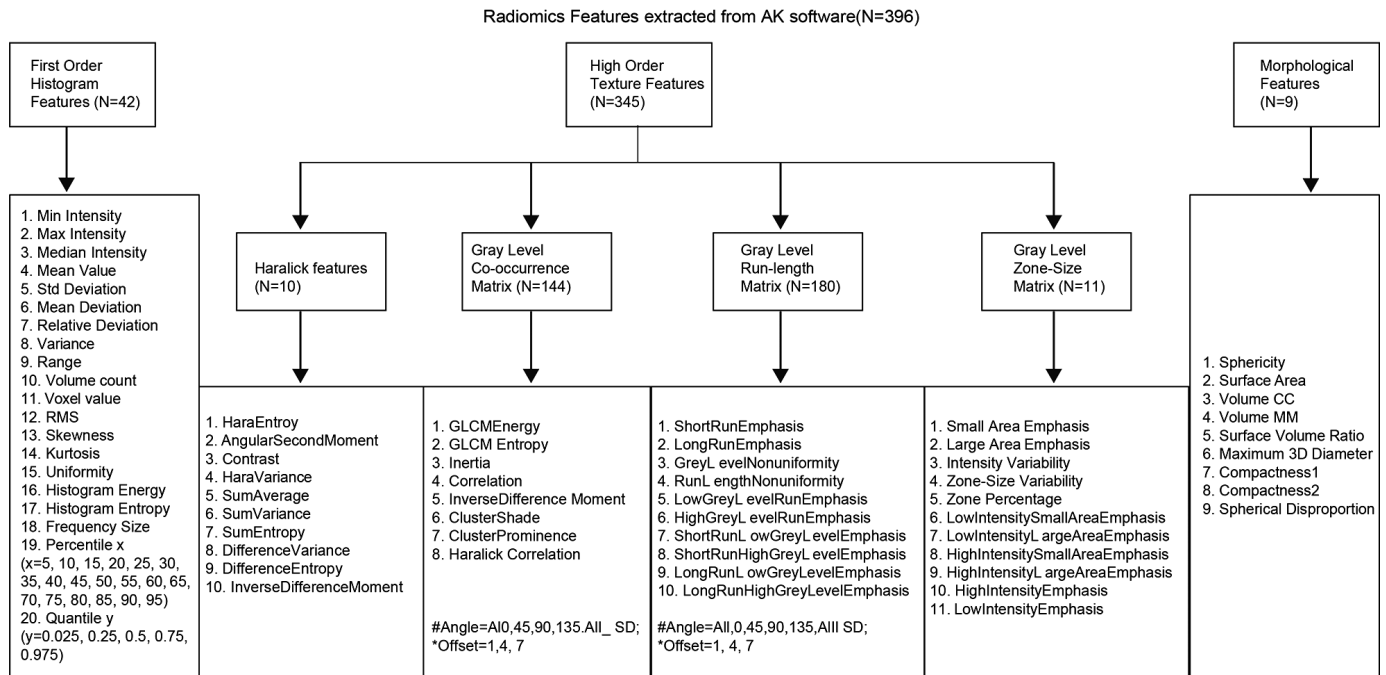 Radiomics Features extracted from AK software(N=396)
First Order
Histogram
Features (N=42)
High Order
Texture Features
(N=345)
Morphological
Features
(N=9)
Haralick features
(N=10)
Gray Level
Co-occurrence
Matrix (N=144)
Gray Level
Run-length
Matrix (N=180)
Gray Level
Zone-Size
Matrix (N=11)
1. Min Intensity
2. Max Intensity
3. Median Intensity
4. Mean Value
5. Std Deviation
6. Mean Deviation
7. Relative Deviation
8. Variance
9. Range
10. Volume count
11. Voxel value
12. RMS
13. Skewness
14. Kurtosis
15. Uniformity
16. Histogram Energy
17. Histogram Entropy
18. Frequency Size
19. Percentile x
(x=5, 10, 15, 20, 25, 30,
35, 40, 45, 50, 55, 60, 65,
70, 75, 80, 85, 90, 95)
20. Quantile y
(y=0.025, 0.25, 0.5, 0.75,
0.975)
1. HaraEntroy
2. AngularSecondMoment
3. Contrast
4. HaraVariance
5. SumAverage
6. SumVariance
7. SumEntropy
8. DifferenceVariance
9. DifferenceEntropy
10. InverseDifferenceMoment
1. GLCMEnergy
2. GLCM Entropy
3. Inertia
4. Correlation
5. InverseDifference Moment
6. ClusterShade
7. ClusterProminence
8. Haralick Correlation
#Angle=Al0,45,90,135.All_ SD;
*Offset=1,4, 7
1. ShortRunEmphasis
2. LongRunEmphasis
3. GreyL evelNonuniformity
4. RunL engthNonuniformity
5. LowGreyL evelRunEmphasis
6. HighGreyL evelRunEmphasis
7. ShortRunL owGreyLevelEmphasis
8. ShortRunHighGreyL evelEmphasis
9. LongRunL owGreyLevelEmphasis
10. LongRunHighGreyLevelEmphasis
#Angle=All,0,45,90,135,AlII SD;
*Offset=1, 4, 7
1. Small Area Emphasis
2. Large Area Emphasis
3. Intensity Variability
4. Zone-Size Variability
5. Zone Percentage
6. LowIntensitySmallAreaEmphasis
7. LowIntensityL argeAreaEmphasis
8. HighIntensitySmallAreaEmphasis
9. HighIntensityL argeAreaEmphasis
10. HighIntensityEmphasis
11. LowIntensityEmphasis
1. Sphericity
2. Surface Area
3. Volume CC
4. Volume MM
5. Surface Volume Ratio
6. Maximum 3D Diameter
7. Compactness1
8. Compactness2
9. Spherical Disproportion